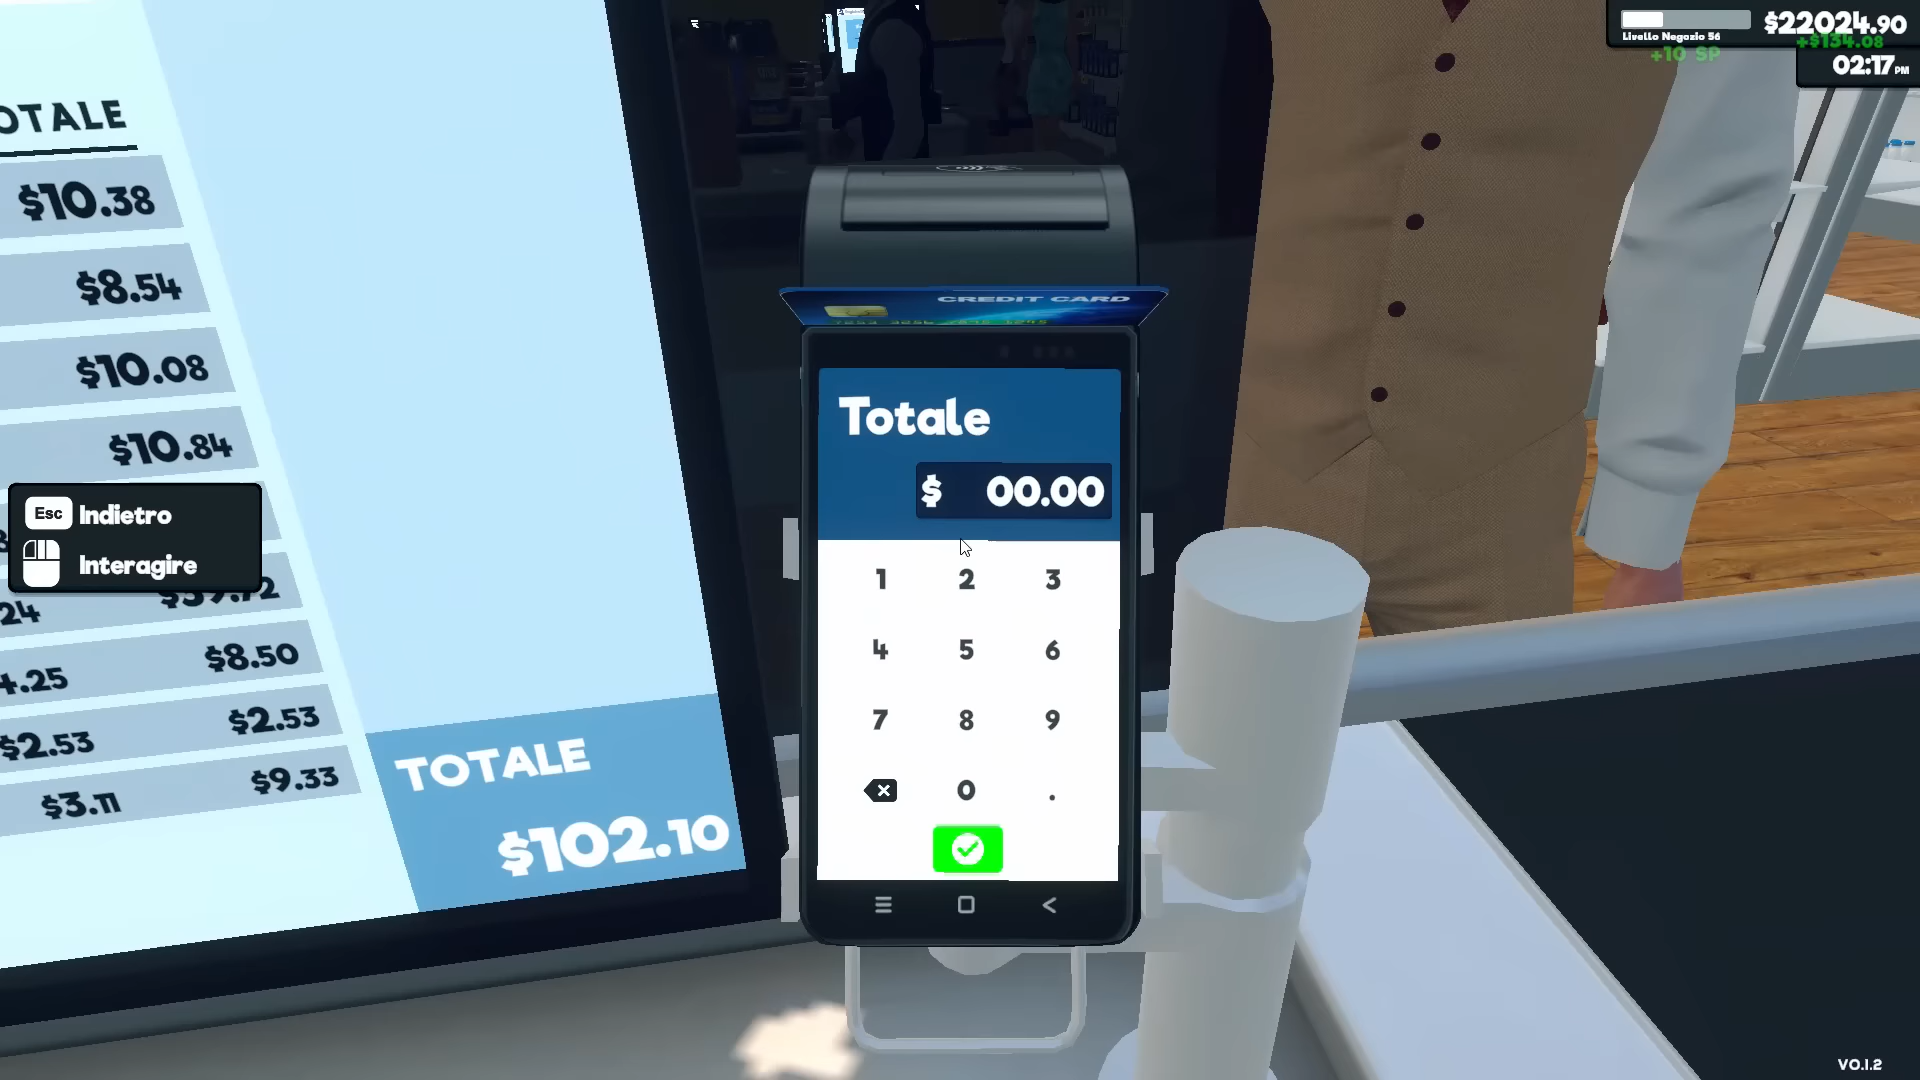 $22024.90
Livello Negozio 56
+$134.08
+10 SP
02:17PM
OTALE
$10.38
$8.54
$10.08
$10.84
24
4.25 $8.50
$2.53 $2.53
$3.11 $9.33
TOTALE
$102.10
Esc Indietro
Interagire
CREDIT CARD
Totale
$ 00.00
1 2 3
4 5 6
7 8 9
0 .
V0.1.2